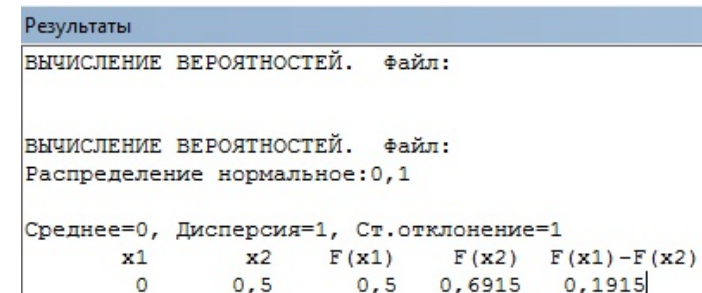 Результаты
ВЫЧИСЛЕНИЕ ВЕРОЯТНОСТЕЙ. Файл:
ВЫЧИСЛЕНИЕ ВЕРОЯТНОСТЕЙ. Файл:
Распределение нормальное:0,1
Среднее=0, Дисперсия=1, Ст.отклонение=1
x1 x2 F(x1) F(x2) F(x1)-F(x2)
0 0,5 0,5 0,6915 0,1915